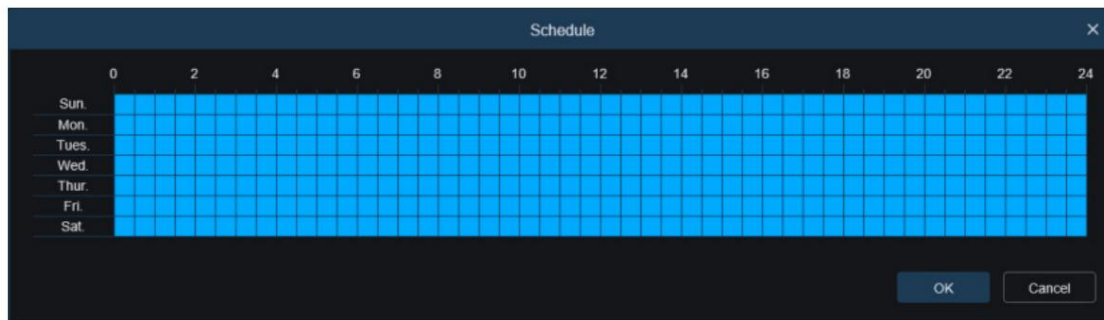 Schedule ×
0 2 4 6 8 10 12 14 16 18 20 22 24
Sun.
Mon.
Tues.
Wed.
Thur.
Fri.
Sat.
OK Cancel